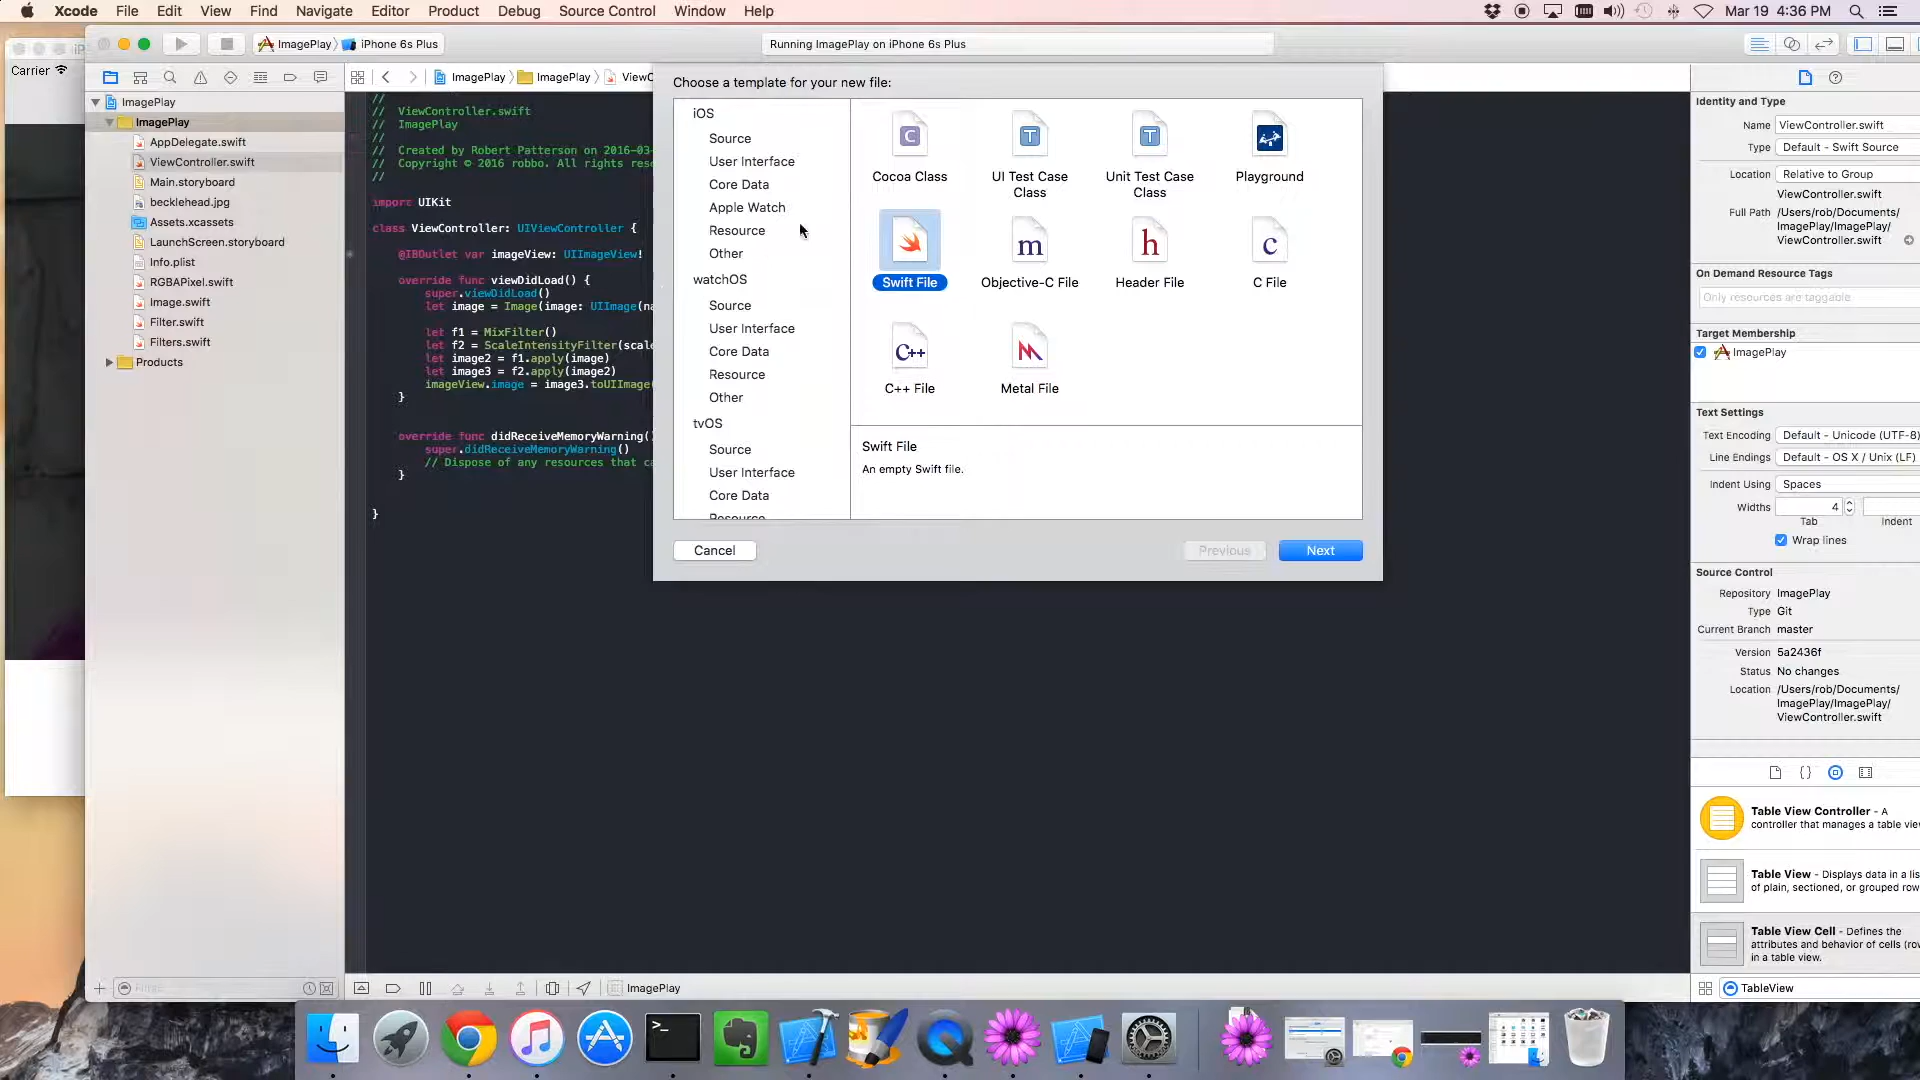 Xcode File Edit View Find Navigate Editor Product Debug Source Control Window Help
Mar 19 4:36 PM
ImagePlay iPhone 6s Plus
Running ImagePlay on iPhone 6s Plus
Carrier
ImagePlay
ImagePlay
AppDelegate.swift
ViewController.swift
Main.storyboard
becklehead.jpg
Assets.xcassets
LaunchScreen.storyboard
Info.plist
RGBAPixel.swift
Image.swift
Filter.swift
Filters.swift
Products
Filter
ImagePlay ImagePlay ViewC
//
// ViewController.swift
// ImagePlay
//
// Created by Robert Patterson on 2016-03-
// Copyright © 2016 robbo. All rights rese
//
import UIKit
class ViewController: UIViewController {
@IBOutlet var imageView: UIImageView!
override func viewDidLoad() {
super.viewDidLoad()
let image = Image(image: UIImage(na
let f1 = MixFilter()
let f2 = ScaleIntensityFilter(scale
let image2 = f1.apply(image)
let image3 = f2.apply(image2)
imageView.image = image3.toUIImage(
}
override func didReceiveMemoryWarning()
super.didReceiveMemoryWarning()
// Dispose of any resources that ca
}
}
Choose a template for your new file:
iOS
Source
User Interface
Core Data
Apple Watch
Resource
Other
watchOS
Source
User Interface
Core Data
Resource
Other
tvOS
Source
User Interface
Core Data
Resource
C
Cocoa Class
T
UI Test Case
Class
T
Unit Test Case
Class
Playground
Swift File
m
Objective-C File
h
Header File
c
C File
C++
C++ File
Metal File
Swift File
An empty Swift file.
Cancel
Previous
Next
Identity and Type
Name ViewController.swift
Type Default - Swift Source
Location Relative to Group
ViewController.swift
Full Path /Users/rob/Documents/
ImagePlay/ImagePlay/
ViewController.swift
On Demand Resource Tags
Only resources are taggable
Target Membership
ImagePlay
Text Settings
Text Encoding Default - Unicode (UTF-8)
Line Endings Default - OS X / Unix (LF)
Indent Using Spaces
Widths 4
Tab Indent
Wrap lines
Source Control
Repository ImagePlay
Type Git
Current Branch master
Version 5a2436f
Status No changes
Location /Users/rob/Documents/
ImagePlay/ImagePlay/
ViewController.swift
{}
Table View Controller - A
controller that manages a table view
Table View - Displays data in a list
of plain, sectioned, or grouped row
Table View Cell - Defines the
attributes and behavior of cells (row
in a table view.
TableView
ImagePlay
>_